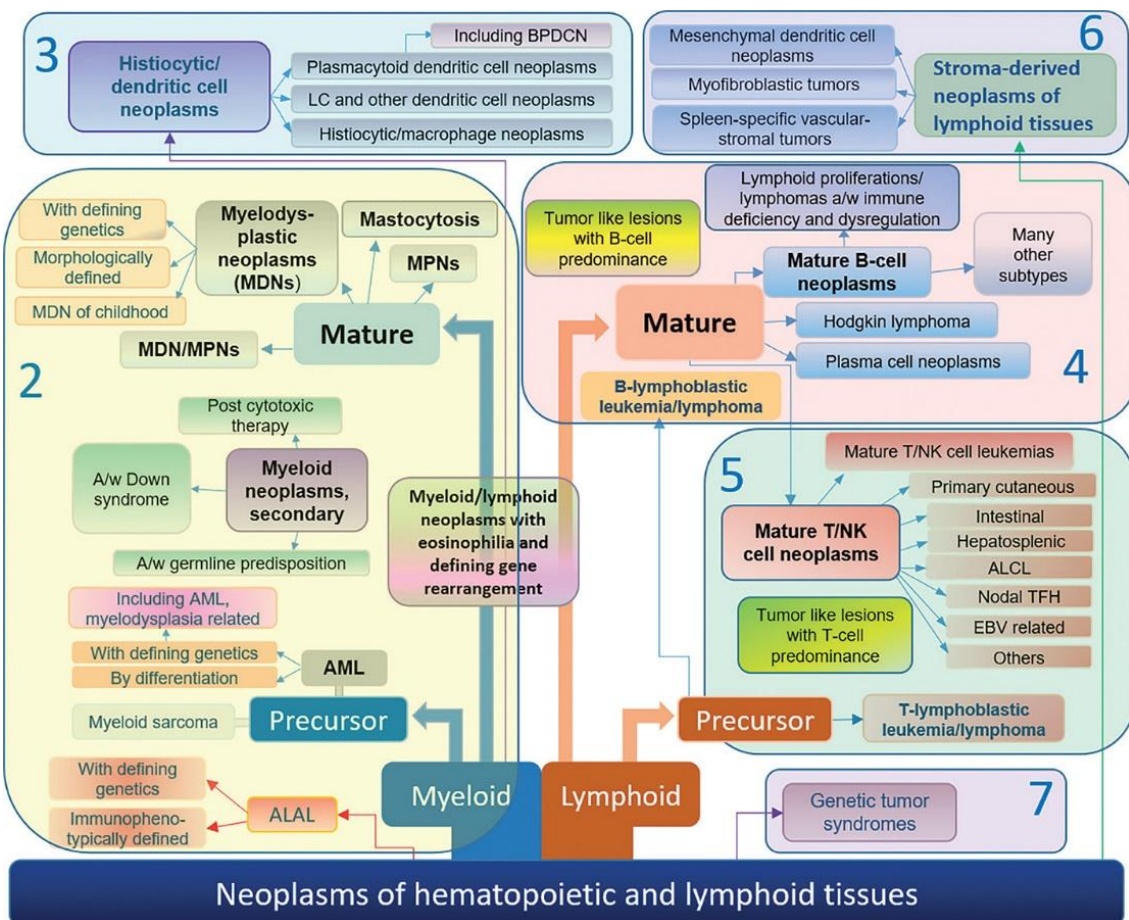 3
Histiocytic/
dendritic cell
neoplasms
Including BPDCN
Plasmacytoid dendritic cell neoplasms
LC and other dendritic cell neoplasms
Histiocytic/macrophage neoplasms
6
Mesenchymal dendritic cell
neoplasms
Myofibroblastic tumors
Spleen-specific vascular-
stromal tumors
Stroma-derived
neoplasms of
lymphoid tissues
2
With defining
genetics
Morphologically
defined
MDN of childhood
Myelodys-
plastic
neoplasms
(MDNs)
Mastocytosis
MPNs
Mature
MDN/MPNs
Post cytotoxic
therapy
A/w Down
syndrome
Myeloid
neoplasms,
secondary
A/w germline predisposition
Including AML,
myelodysplasia related
With defining genetics
By differentiation
AML
Myeloid sarcoma
Precursor
With defining
genetics
Immunopheno-
typically defined
ALAL
Myeloid/lymphoid
neoplasms with
eosinophilia and
defining gene
rearrangement
4
Tumor like lesions
with B-cell
predominance
Lymphoid proliferations/
lymphomas a/w immune
deficiency and dysregulation
Mature B-cell
neoplasms
Many
other
subtypes
Mature
Hodgkin lymphoma
Plasma cell neoplasms
B-lymphoblastic
leukemia/lymphoma
5
Mature T/NK cell leukemias
Mature T/NK
cell neoplasms
Primary cutaneous
Intestinal
Hepatosplenic
ALCL
Nodal TFH
EBV related
Others
Tumor like lesions
with T-cell
predominance
Precursor
T-lymphoblastic
leukemia/lymphoma
Myeloid
Lymphoid
Genetic tumor
syndromes
7
Neoplasms of hematopoietic and lymphoid tissues